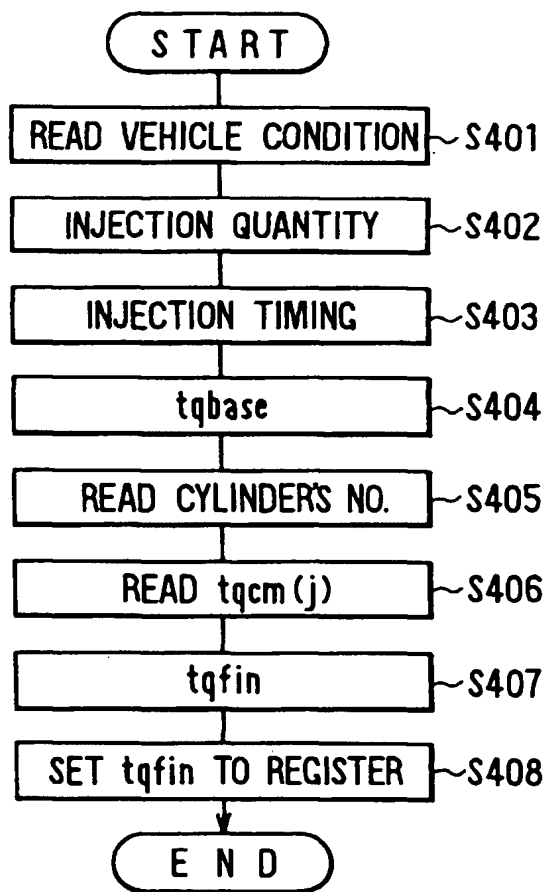 START
READ VEHICLE CONDITION S401
INJECTION QUANTITY S402
INJECTION TIMING S403
tqbase S404
READ CYLINDER'S NO. S405
READ tqcm(j) S406
tqfin S407
SET tqfin TO REGISTER S408
END